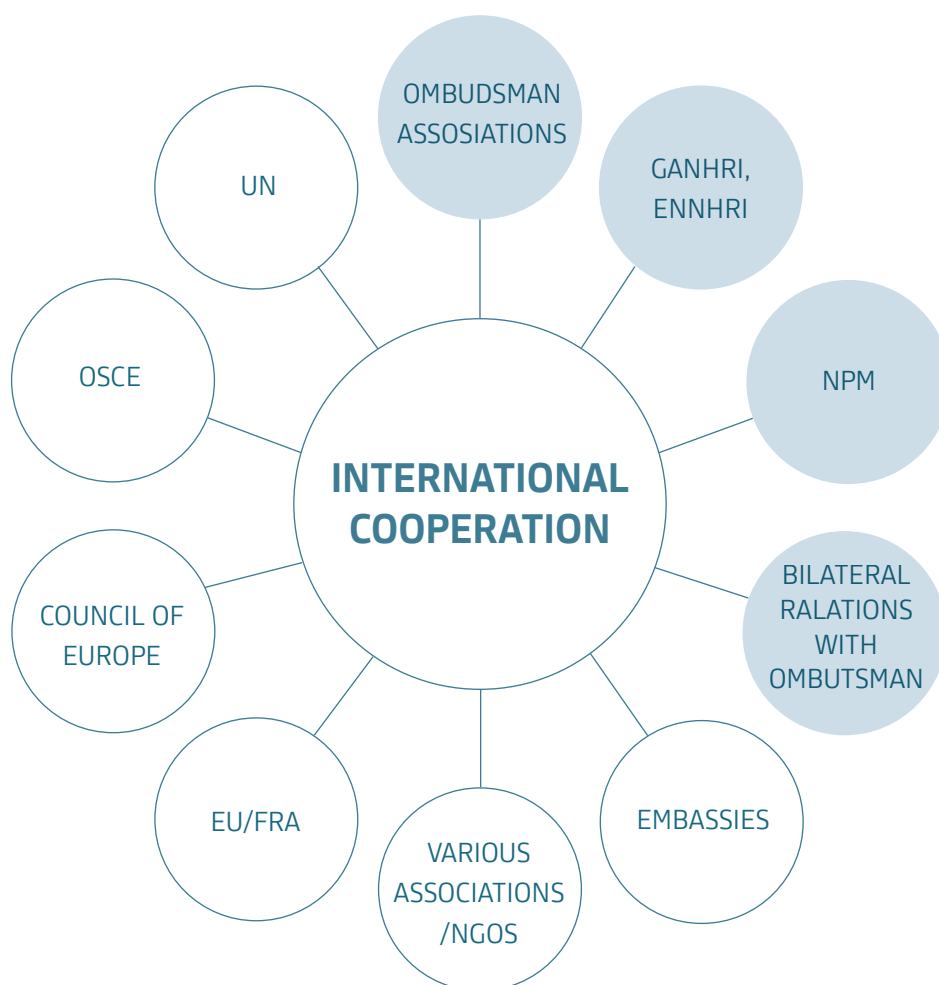 INTERNATIONAL
COOPERATION
OMBUDSMAN
ASSOSIATIONS
GANHRI,
ENNHRI
NPM
BILATERAL
RALATIONS
WITH
OMBUTSMAN
EMBASSIES
VARIOUS
ASSOCIATIONS
/NGOS
EU/FRA
COUNCIL OF
EUROPE
OSCE
UN